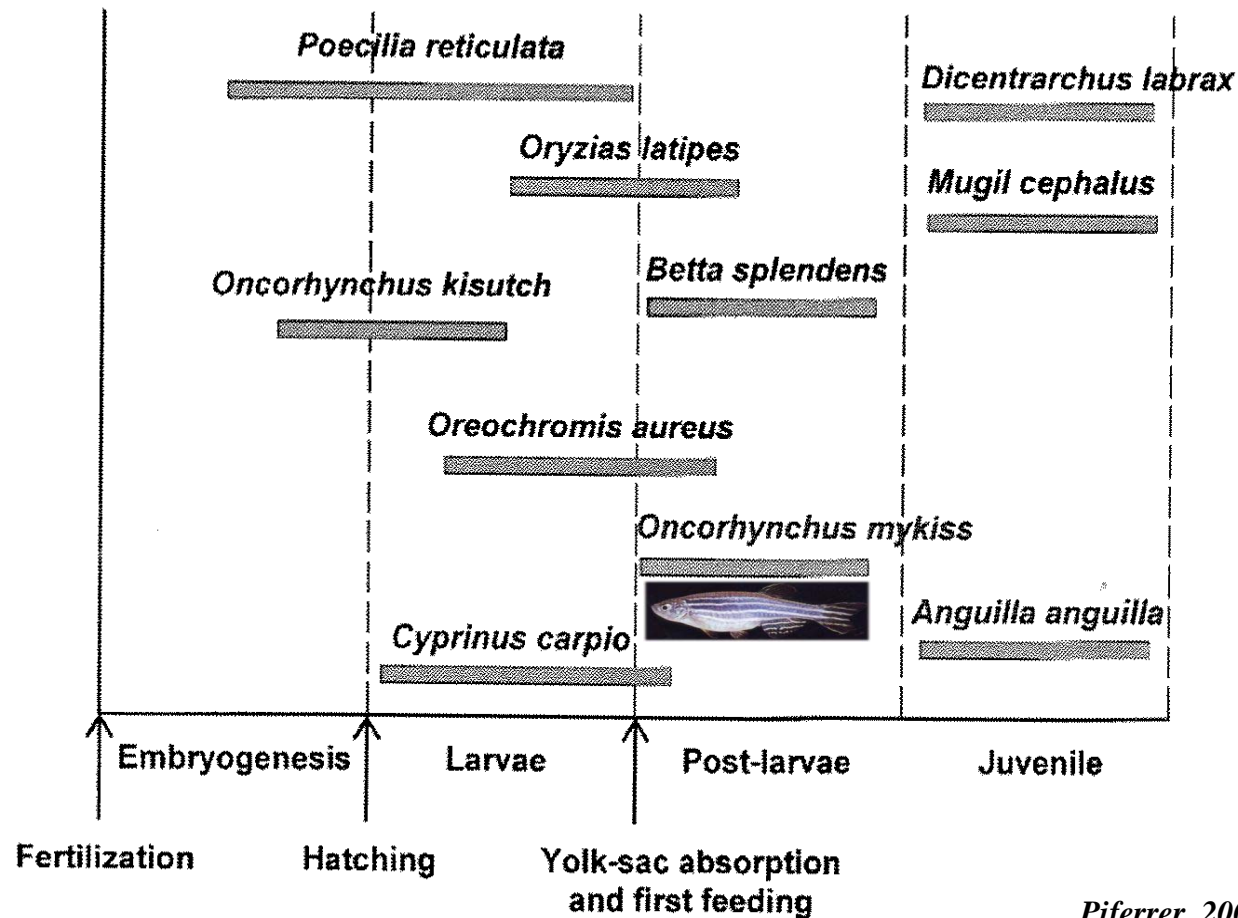 Poecilia reticulata
Dicentrarchus labrax
Oryzias latipes
Mugil cephalus
Betta splendens
Oncorhynchus kisutch
Oreochromis aureus
Oncorhynchus mykiss
Anguilla anguilla
Cyprinus carpio
Embryogenesis
Larvae
Post-larvae
Juvenile
Fertilization
Hatching
Yolk-sac absorption
and first feeding
Piferrer,